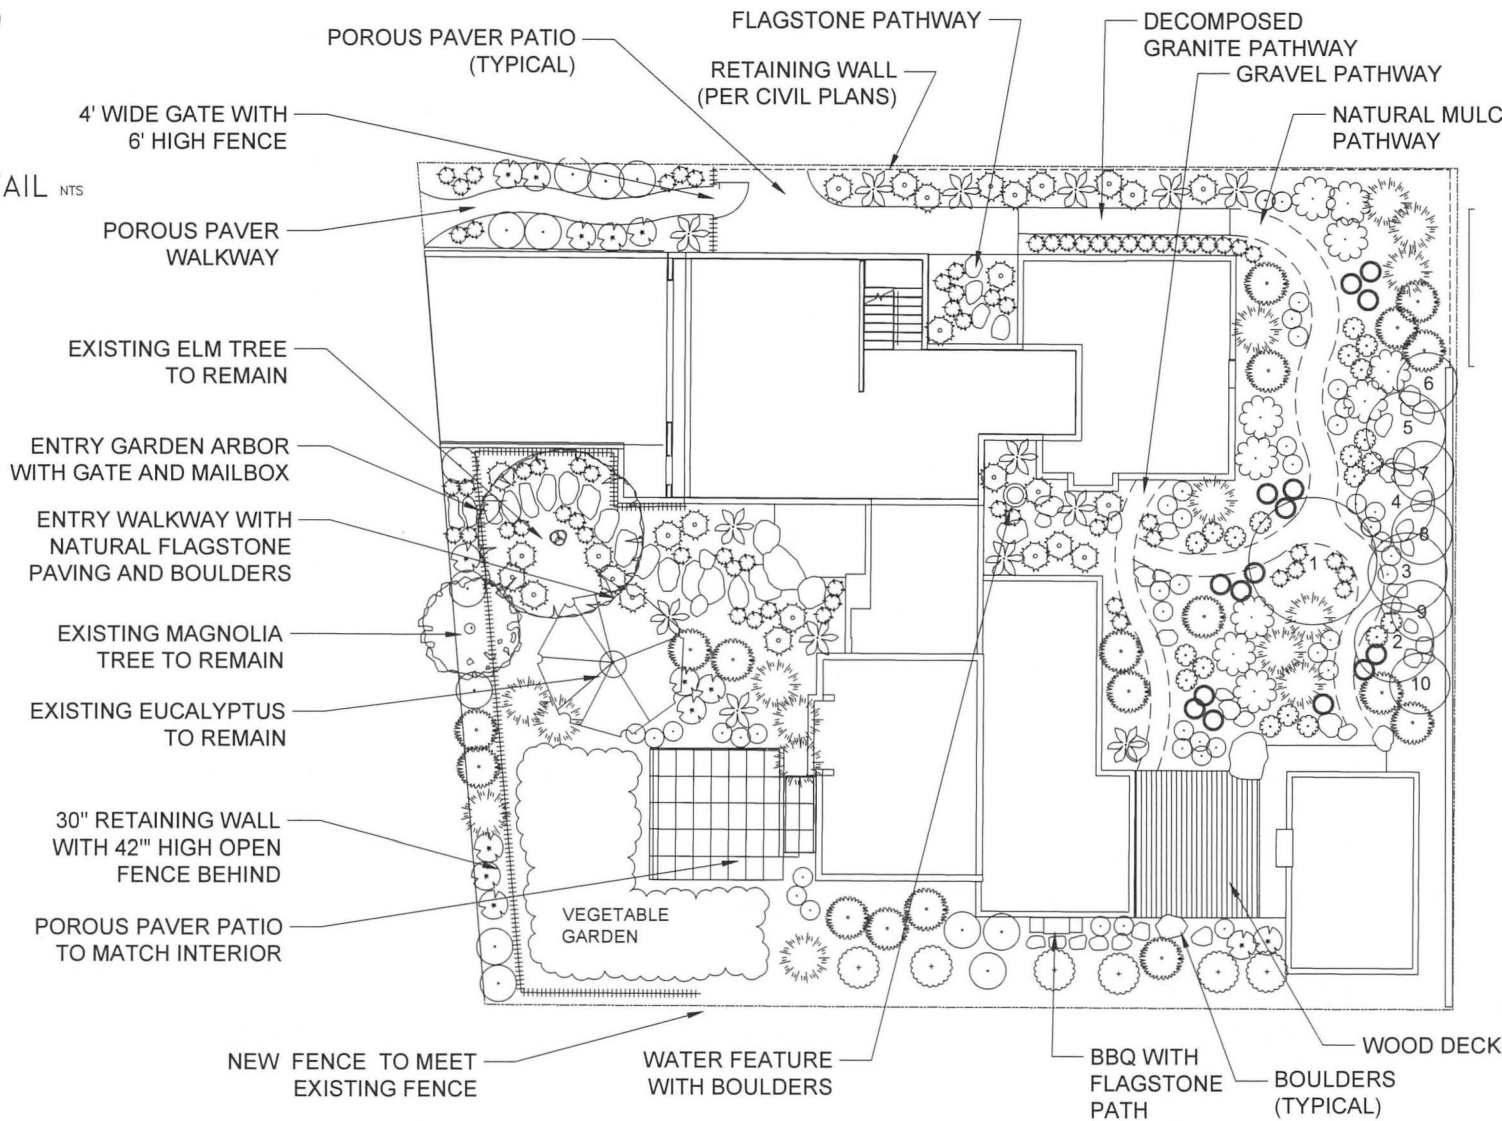 FLAGSTONE PATHWAY
DECOMPOSED
GRANITE PATHWAY
POROUS PAVER PATIO
(TYPICAL)
RETAINING WALL
(PER CIVIL PLANS)
GRAVEL PATHWAY
4' WIDE GATE WITH
6' HIGH FENCE
NATURAL MULC
PATHWAY
AIL NTS
POROUS PAVER
WALKWAY
EXISTING ELM TREE
TO REMAIN
ENTRY GARDEN ARBOR
WITH GATE AND MAILBOX
ENTRY WALKWAY WITH
NATURAL FLAGSTONE
PAVING AND BOULDERS
EXISTING MAGNOLIA
TREE TO REMAIN
EXISTING EUCALYPTUS
TO REMAIN
30" RETAINING WALL
WITH 42"' HIGH OPEN
FENCE BEHIND
POROUS PAVER PATIO
TO MATCH INTERIOR
VEGETABLE
GARDEN
6
5
7
4
8
1
3
9
2
10
NEW FENCE TO MEET
EXISTING FENCE
WATER FEATURE
WITH BOULDERS
BBQ WITH
FLAGSTONE
PATH
BOULDERS
(TYPICAL)
WOOD DECK